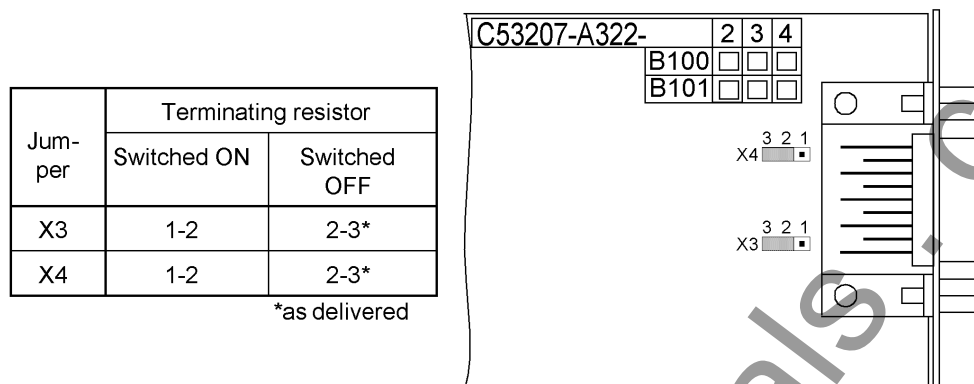 Jum-
per
Terminating resistor
Switched ON
Switched
OFF
X3 1-2 2-3*
X4 1-2 2-3*
*as delivered
C53207-A322- 2 3 4
B100
B101
3 2 1
X4
3 2 1
X3
als.c